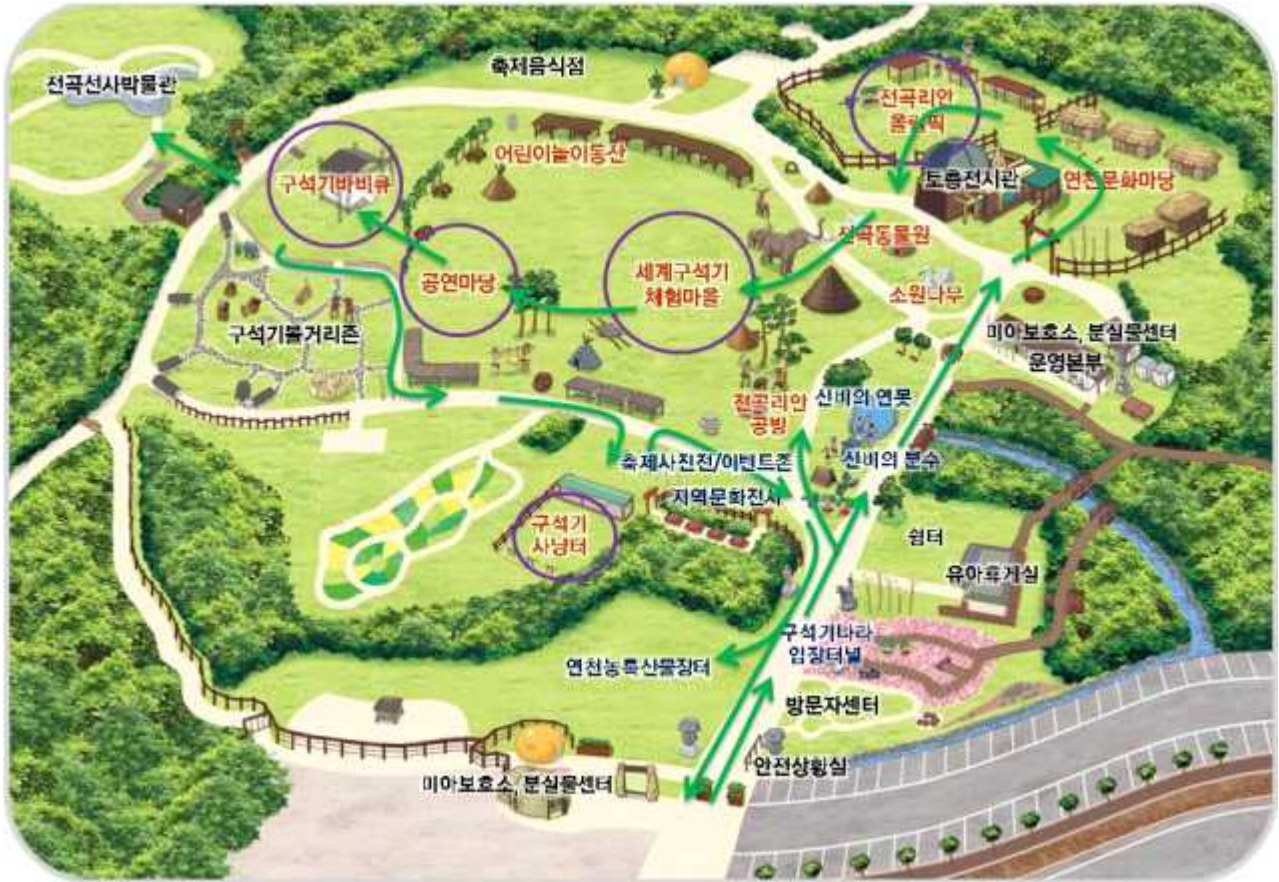 전곡선사박물관
축제음식점
전곡리안
올림픽
어린이놀이동산
구석기바비큐
토층전시관
연천문화마당
전곡동물원
세계구석기
체험마을
공연마당
소원나무
구석기볼거리존
미아보호소, 분실물센터
운영본부
전곡리안
공방
신비의 연못
축제사진전/이벤트존
신비의 분수
지역문화전시
구석기
사냥터
쉼터
유아휴게실
구석기나라
입장터널
연천농특산물장터
방문자센터
안전상황실
미아보호소, 분실물센터